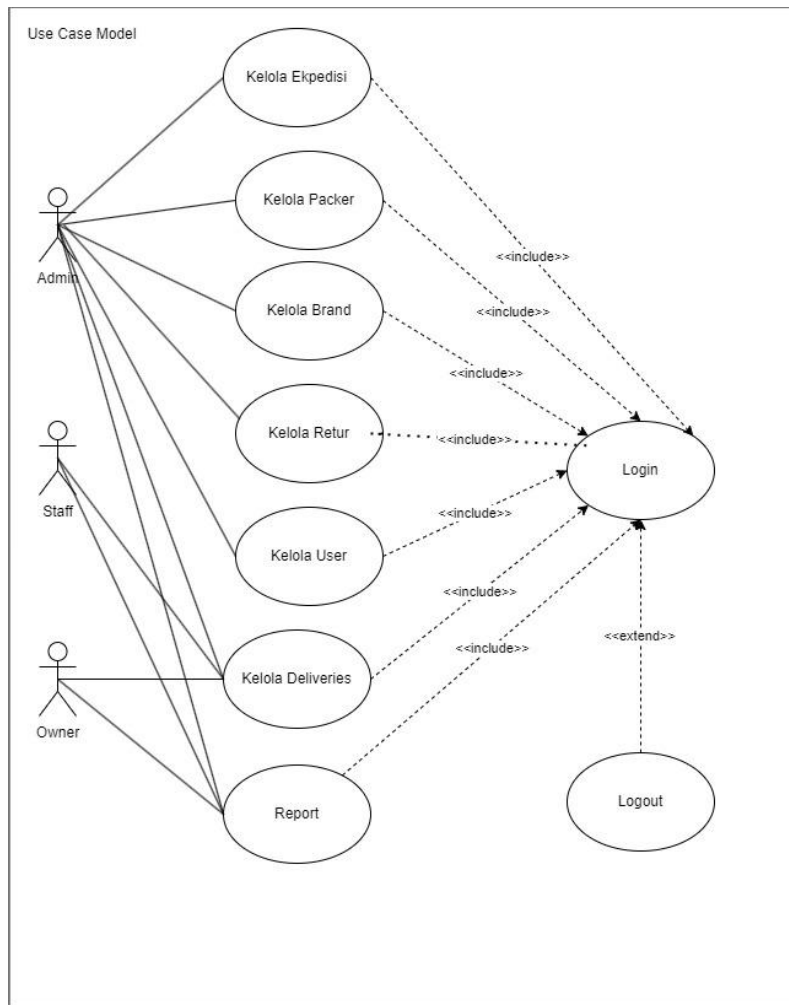 Use Case Model
Kelola Ekpedisi
Kelola Packer
Admin
<<include>>
Kelola Brand
<<include>>
<<include>>
Kelola Retur
<<include>>
Login
Staff
<<include>>
Kelola User
<<include>>
<<extend>>
<<include>>
Kelola Deliveries
Owner
Report
Logout